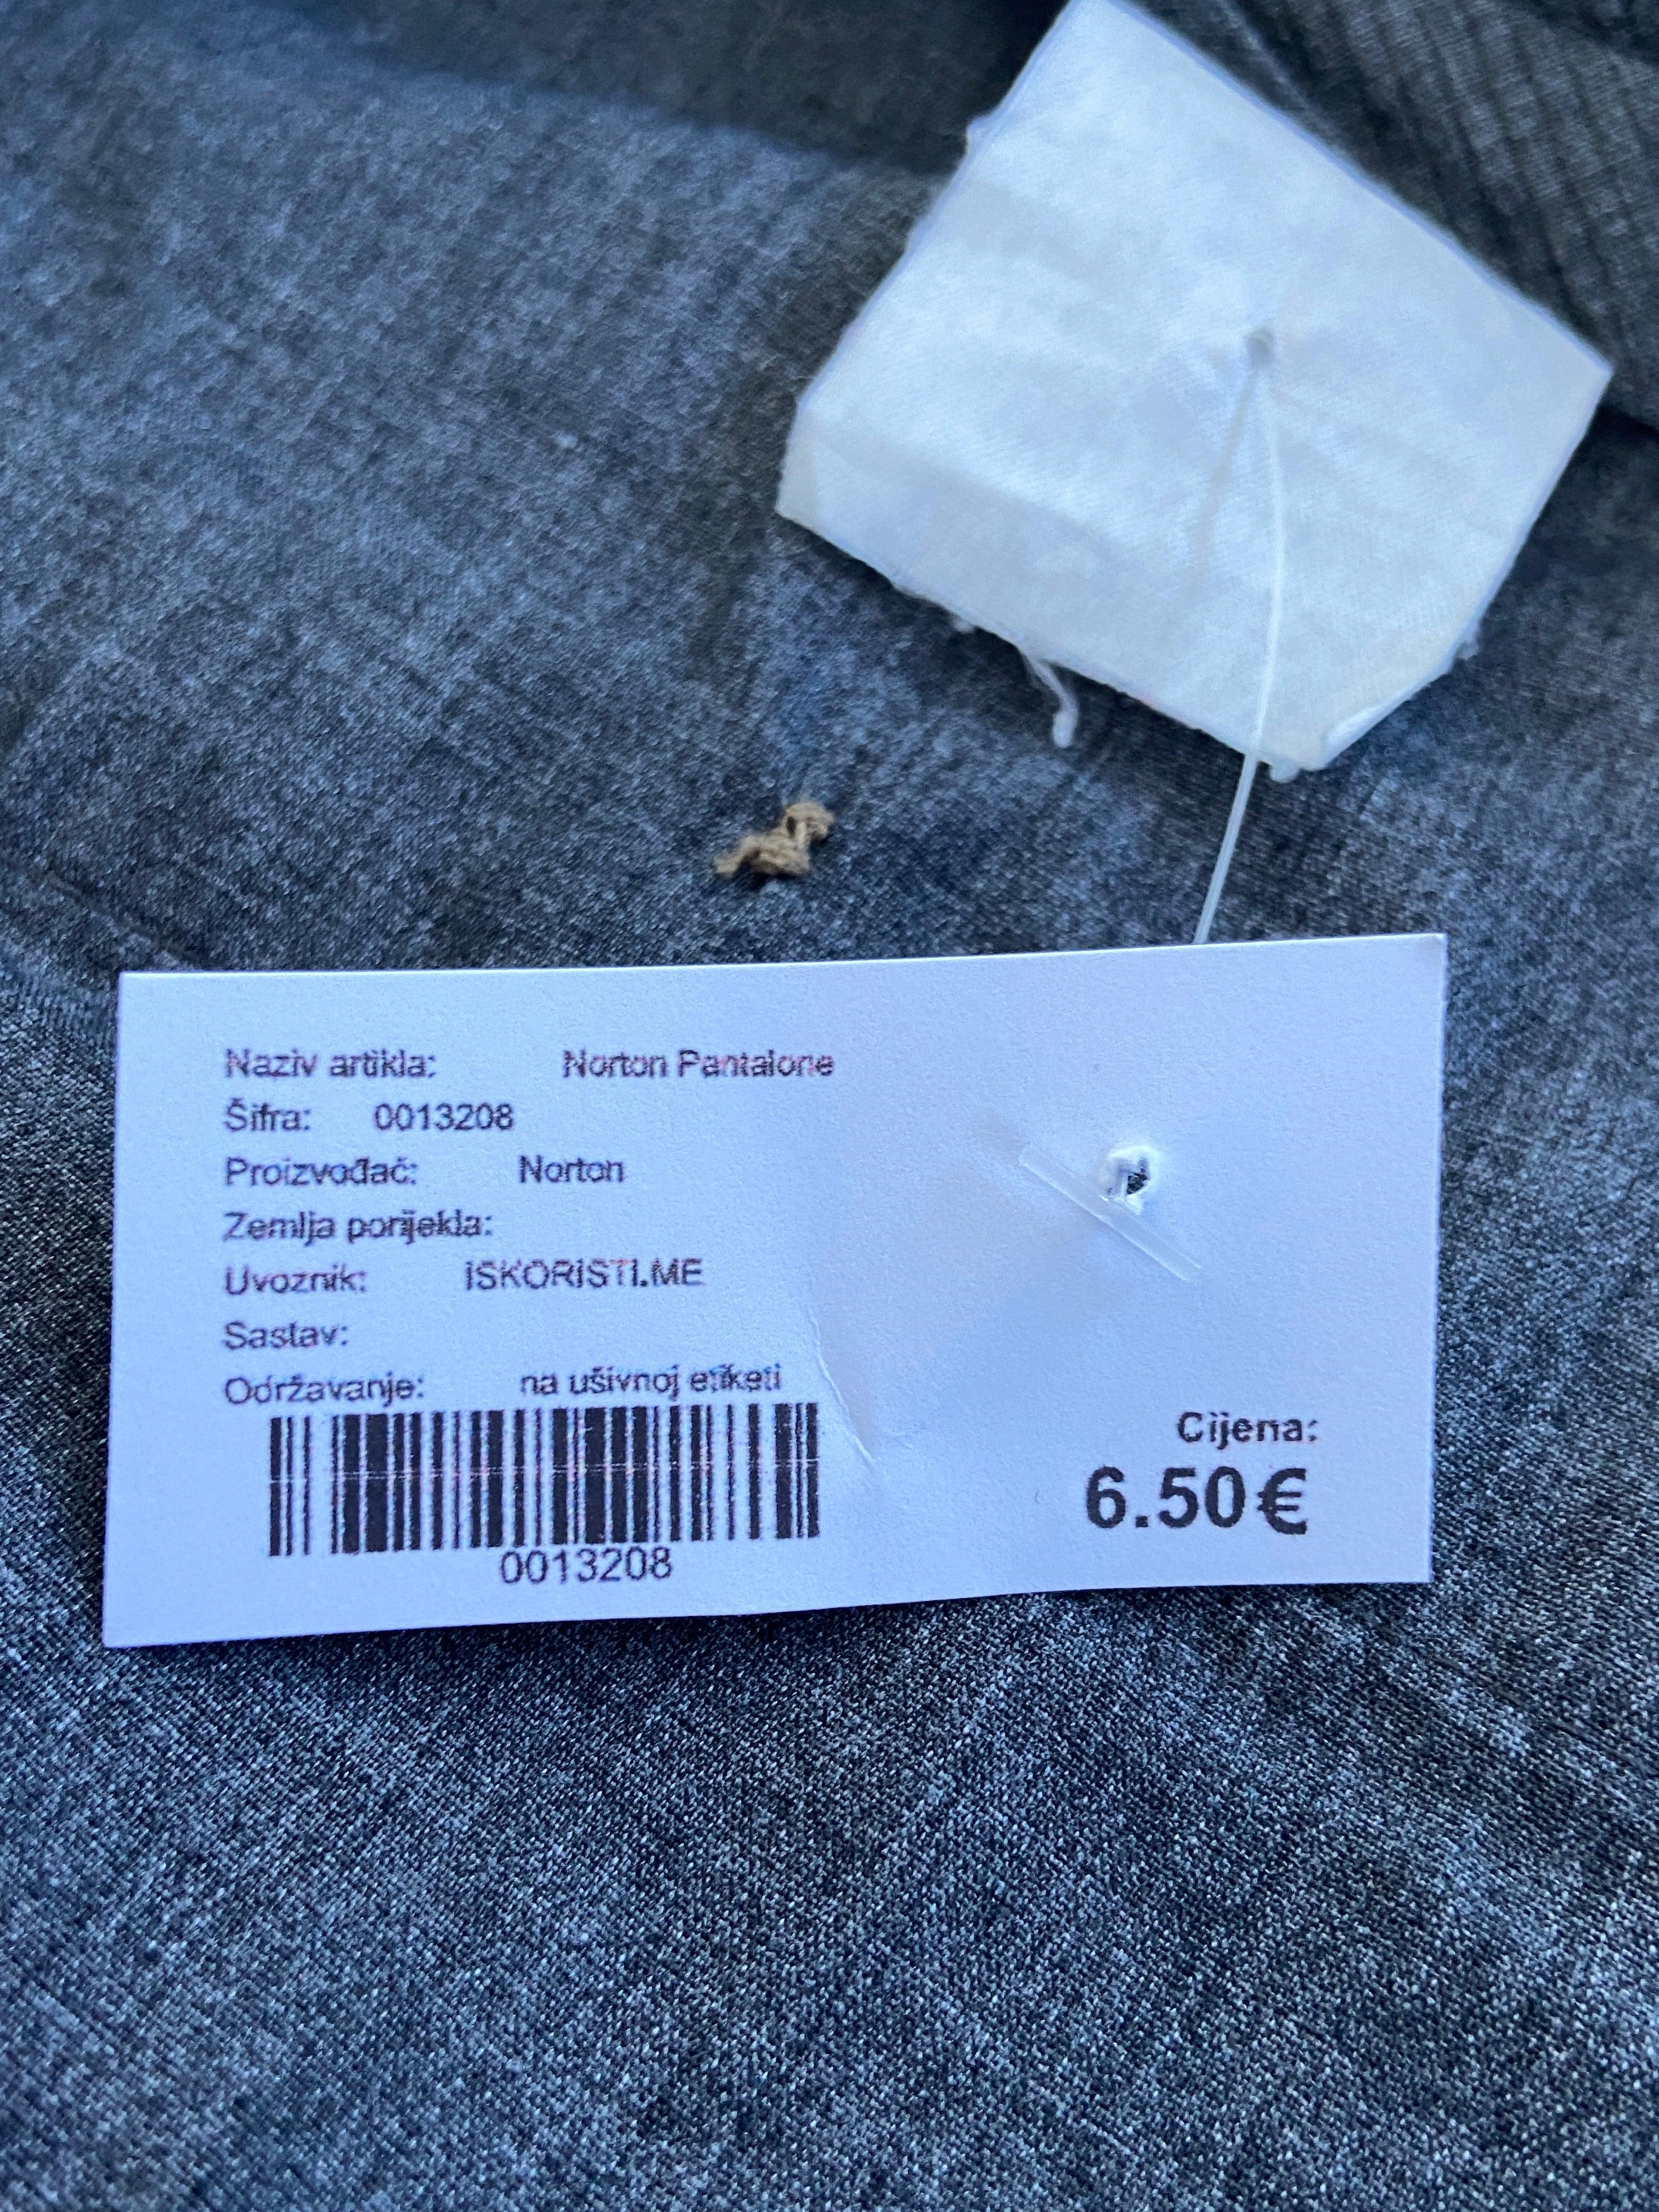 Naziv artikla: Norton Pantalone
Šifra: 0013208
Proizvođač: Norton
Zemlja porijekla:
Uvoznik: ISKORISTI.ME
Sastav:
Održavanje: na ušivnoj etiketi
0013208
Cijena:
6.50€